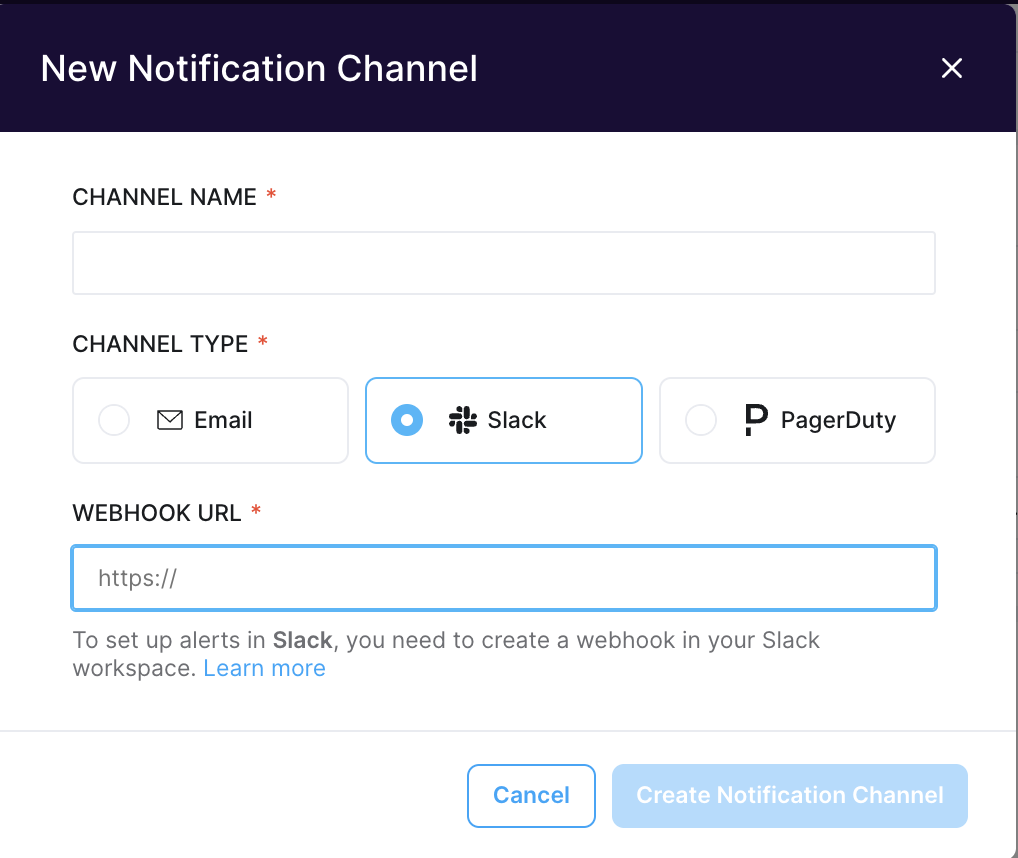 New Notification Channel
CHANNEL NAME *
CHANNEL TYPE *
Email
Slack
PagerDuty
WEBHOOK URL *
https://
To set up alerts in Slack, you need to create a webhook in your Slack
workspace. Learn more
Cancel
Create Notification Channel